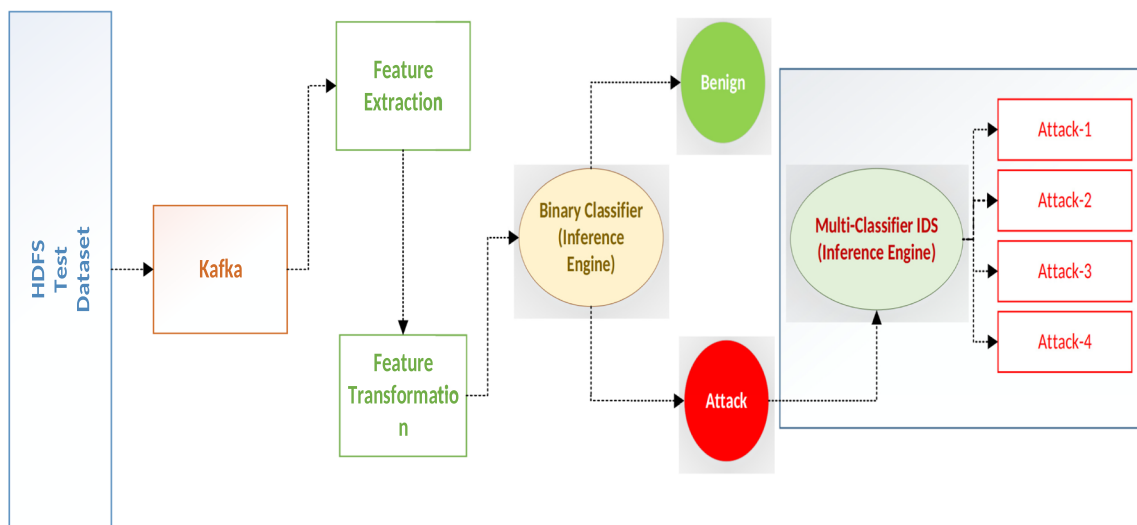 HDFS
Test
Dataset
Kafka
Feature
Extraction
Feature
Transformatio
n
Binary Classifier
(Inference
Engine)
Benign
Attack
Multi-Classifier IDS
(Inference Engine)
Attack-1
Attack-2
Attack-3
Attack-4